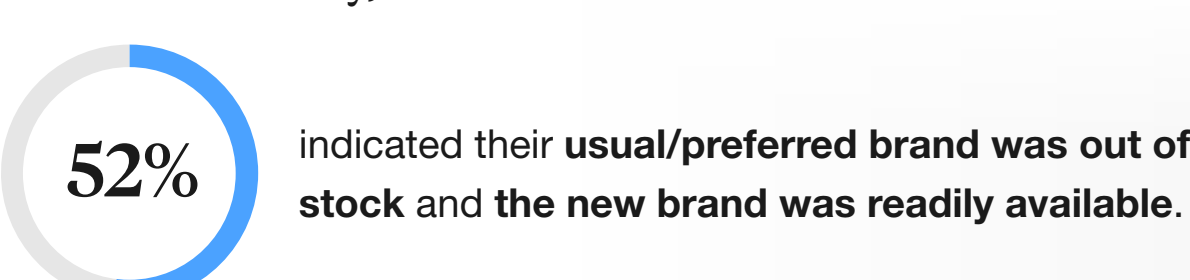 52%
indicated their usual/preferred brand was out of
stock and the new brand was readily available.